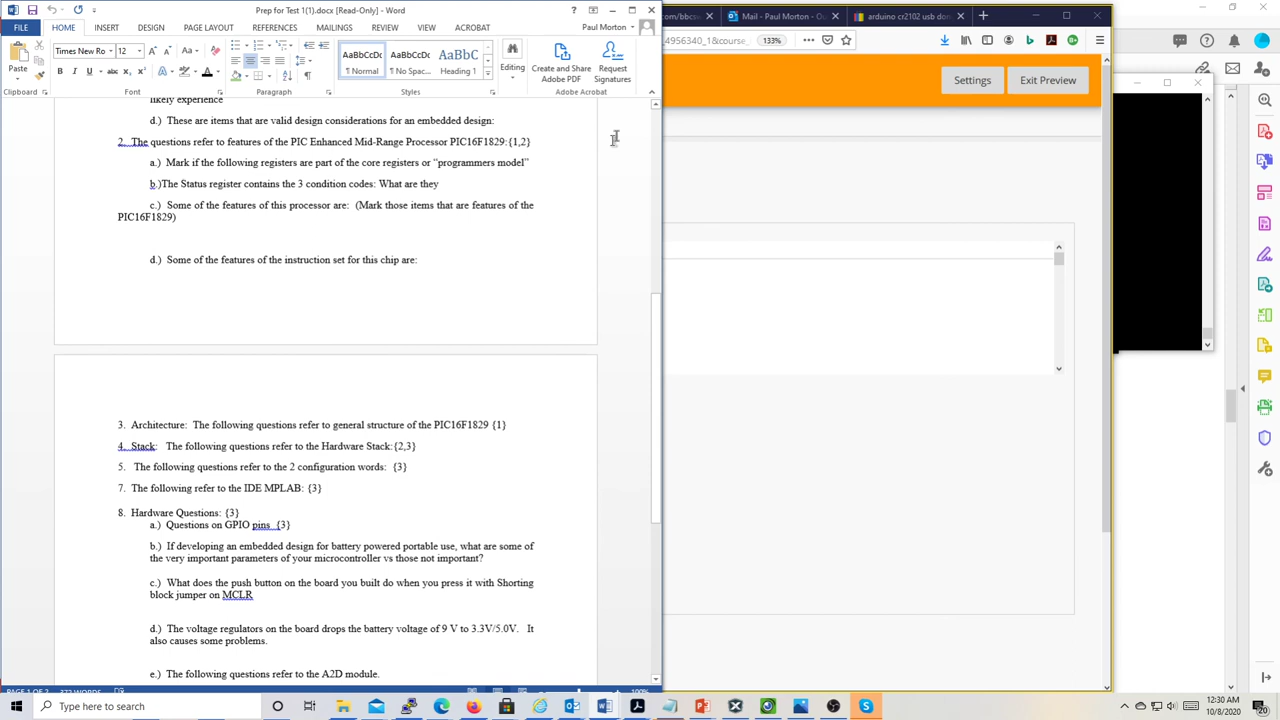 Prep for Test 1(1).docx [Read-Only] - Word
FILE HOME INSERT DESIGN PAGE LAYOUT REFERENCES MAILINGS REVIEW VIEW ACROBAT Paul Morton
Times New Ro 12
Paste
AaBbCcDc AaBbCcDc AaBbC
¶ Normal ¶ No Spac... Heading 1
Editing
Create and Share Adobe PDF
Request Signatures
Clipboard Font Paragraph Styles Adobe Acrobat
likely experience
d.) These are items that are valid design considerations for an embedded design:
2. The questions refer to features of the PIC Enhanced Mid-Range Processor PIC16F1829:{1,2}
a.) Mark if the following registers are part of the core registers or “programmers model”
b.)The Status register contains the 3 condition codes: What are they
c.) Some of the features of this processor are: (Mark those items that are features of the
PIC16F1829)
d.) Some of the features of the instruction set for this chip are:
3. Architecture: The following questions refer to general structure of the PIC16F1829 {1}
4. Stack: The following questions refer to the Hardware Stack:{2,3}
5. The following questions refer to the 2 configuration words: {3}
7. The following refer to the IDE MPLAB: {3}
8. Hardware Questions: {3}
a.) Questions on GPIO pins {3}
b.) If developing an embedded design for battery powered portable use, what are some of
the very important parameters of your microcontroller vs those not important?
c.) What does the push button on the board you built do when you press it with Shorting
block jumper on MCLR
d.) The voltage regulators on the board drops the battery voltage of 9 V to 3.3V/5.0V. It
also causes some problems.
e.) The following questions refer to the A2D module.
PAGE 1 OF 2 372 WORDS 100%
.com/bbcs Mail - Paul Morton - O arduino cr2102 usb don
4956340_1&course_ 133%
Settings Exit Preview
Type here to search
12:30 AM
10/8/2020
20